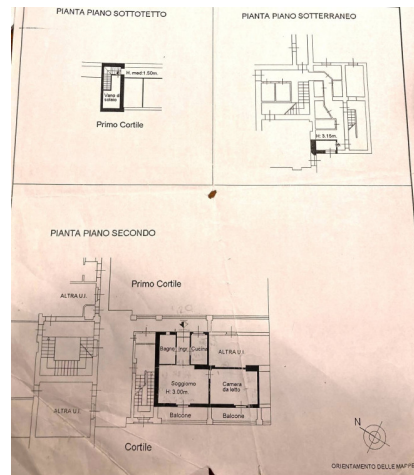 PIANTA PIANO SOTTOTETTO
H. med:1.50m.
Vano di
Primo Cortile
PIANTA PIANO SOTTERRANEO
H: 3.15m.
PIANTA PIANO SECONDO
Primo Cortile
ALTRA U.I.
Bagno
Ingr.
Cucina
ALTRA U.I.
Soggiorno
H: 3.00m.
Camera
da letto
Balcone
Balcone
ALTRA U.I.
Cortile
N
ORIENTAMENTO DELLE MAPPE